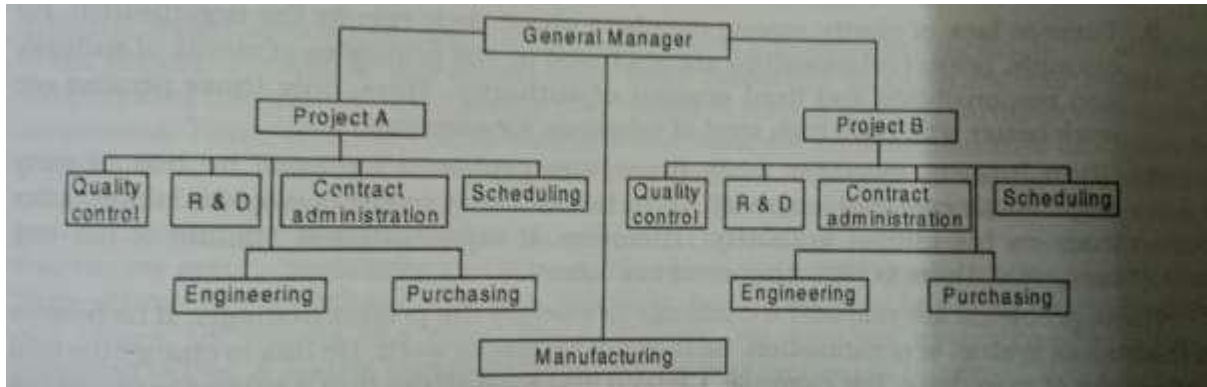 General Manager
Project A
Project B
Quality
control
R & D
Contract
administration
Scheduling
Quality
control
R & D
Contract
administration
Scheduling
Engineering
Purchasing
Engineering
Purchasing
Manufacturing